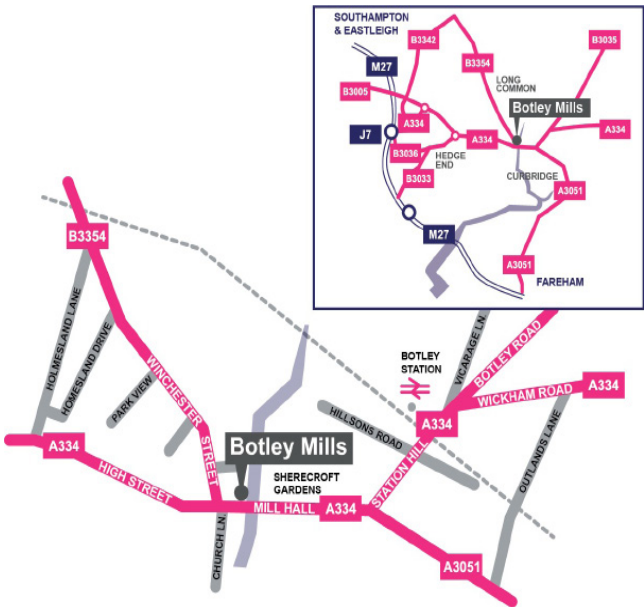 SOUTHAMPTON
& EASTLEIGH
B3342
B3035
M27
B3354
B3005
LONG
COMMON
Botley Mills
A334
A334
A334
J7
B3036
HEDGE
END
B3033
CURBRIDGE
A3051
M27
A3051
FAREHAM
B3354
HOLMESLAND LANE
HOMESLAND DRIVE
PARK VIEW
WINCHESTER
STREET
BOTLEY
STATION
VICARAGE LN
BOTLEY ROAD
WICKHAM ROAD
A334
A334
HILLSONS ROAD
STATION HILL
OUTLANDS LANE
A334
Botley Mills
HIGH STREET
SHERECROFT
GARDENS
MILL HALL
A334
CHURCH LN
A3051